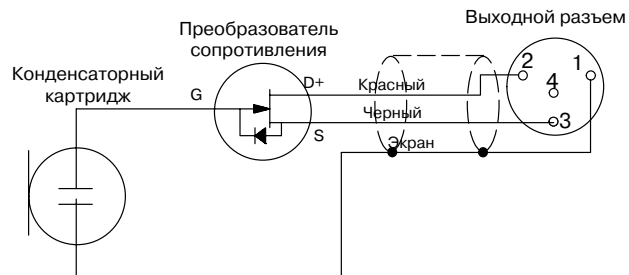 Выходной разъем
Преобразователь
сопротивления
Конденсаторный
картридж
G
D+
S
Красный
Черный
Экран
2
1
4
3